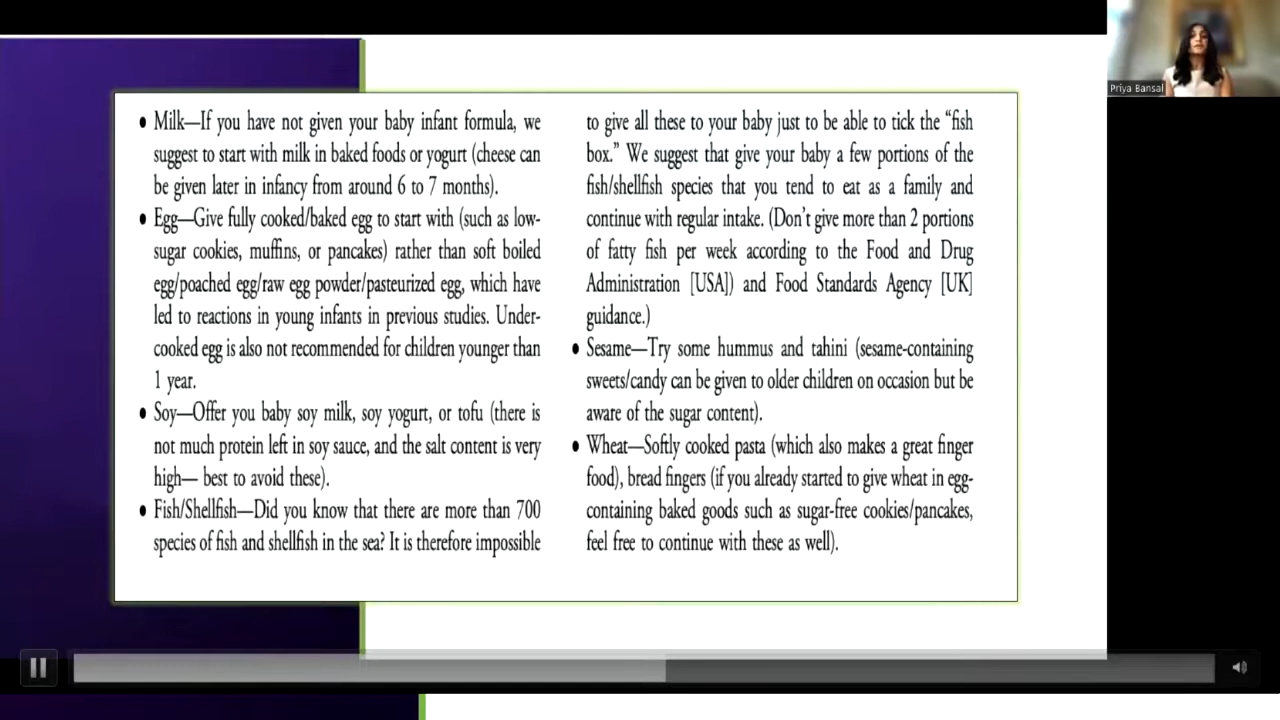 Priya Bansal
• Milk—If you have not given your baby infant formula, we
suggest to start with milk in baked foods or yogurt (cheese can
be given later in infancy from around 6 to 7 months).
• Egg—Give fully cooked/baked egg to start with (such as low-
sugar cookies, muffins, or pancakes) rather than soft boiled
egg/poached egg/raw egg powder/pasteurized egg, which have
led to reactions in young infants in previous studies. Under-
cooked egg is also not recommended for children younger than
1 year.
• Soy—Offer you baby soy milk, soy yogurt, or tofu (there is
not much protein left in soy sauce, and the salt content is very
high— best to avoid these).
• Fish/Shellfish—Did you know that there are more than 700
species of fish and shellfish in the sea? It is therefore impossible
to give all these to your baby just to be able to tick the “fish
box.” We suggest that give your baby a few portions of the
fish/shellfish species that you tend to eat as a family and
continue with regular intake. (Don’t give more than 2 portions
of fatty fish per week according to the Food and Drug
Administration [USA]) and Food Standards Agency [UK]
guidance.)
• Sesame—Try some hummus and tahini (sesame-containing
sweets/candy can be given to older children on occasion but be
aware of the sugar content).
• Wheat—Softly cooked pasta (which also makes a great finger
food), bread fingers (if you already started to give wheat in egg-
containing baked goods such as sugar-free cookies/pancakes,
feel free to continue with these as well).